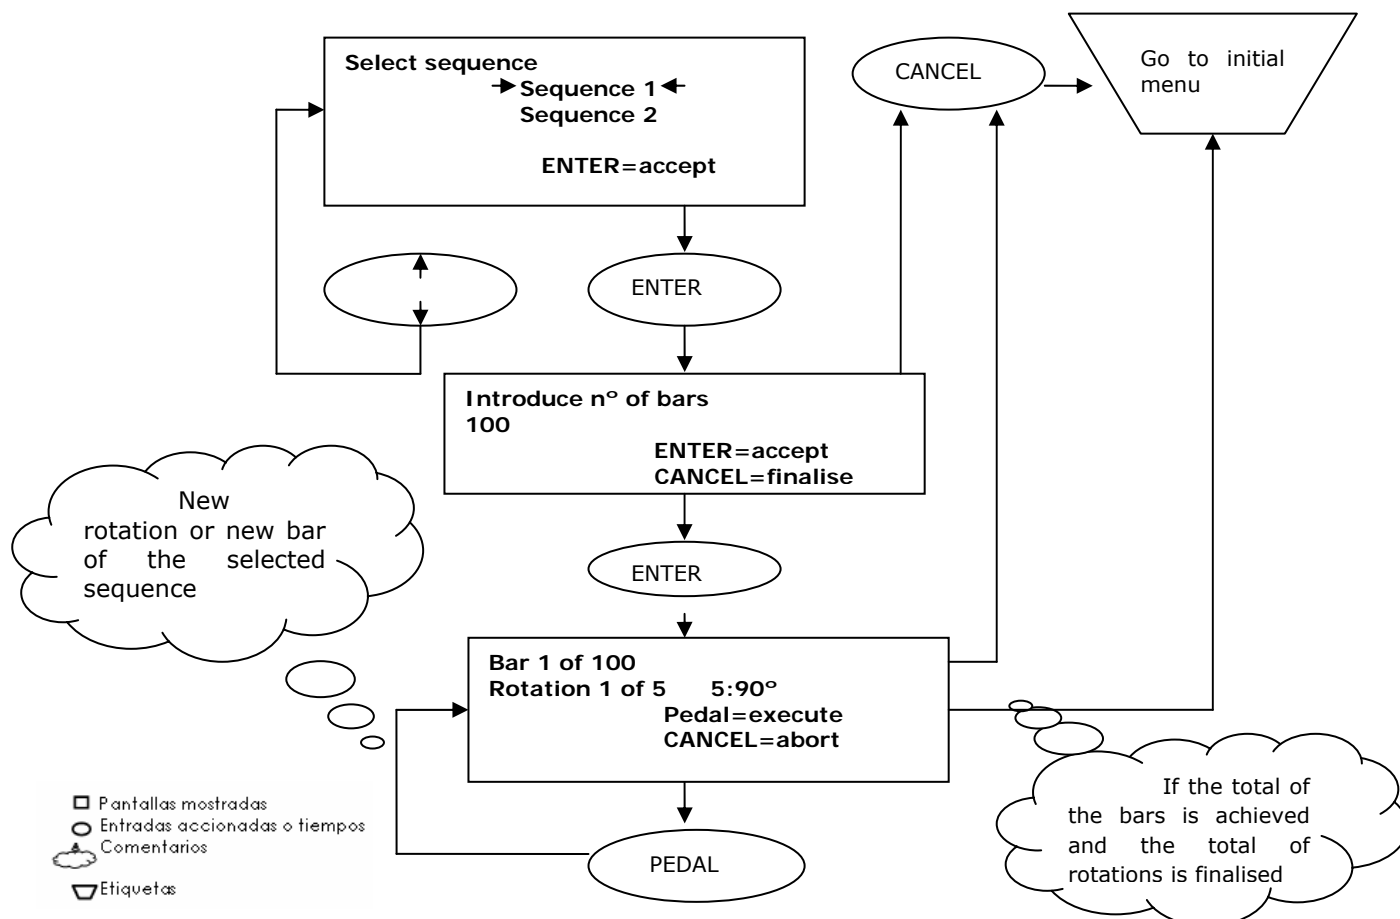 Select sequence
Sequence 1
Sequence 2
ENTER=accept
CANCEL
Go to initial
menu
ENTER
Introduce nº of bars
100
ENTER=accept
CANCEL=finalise
New
rotation or new bar
of the selected
sequence
ENTER
Bar 1 of 100
Rotation 1 of 5 5:90º
Pedal=execute
CANCEL=abort
PEDAL
If the total of
the bars is achieved
and the total of
rotations is finalised
Pantallas mostradas
Entradas accionadas o tiempos
Comentarios
Etiquetas